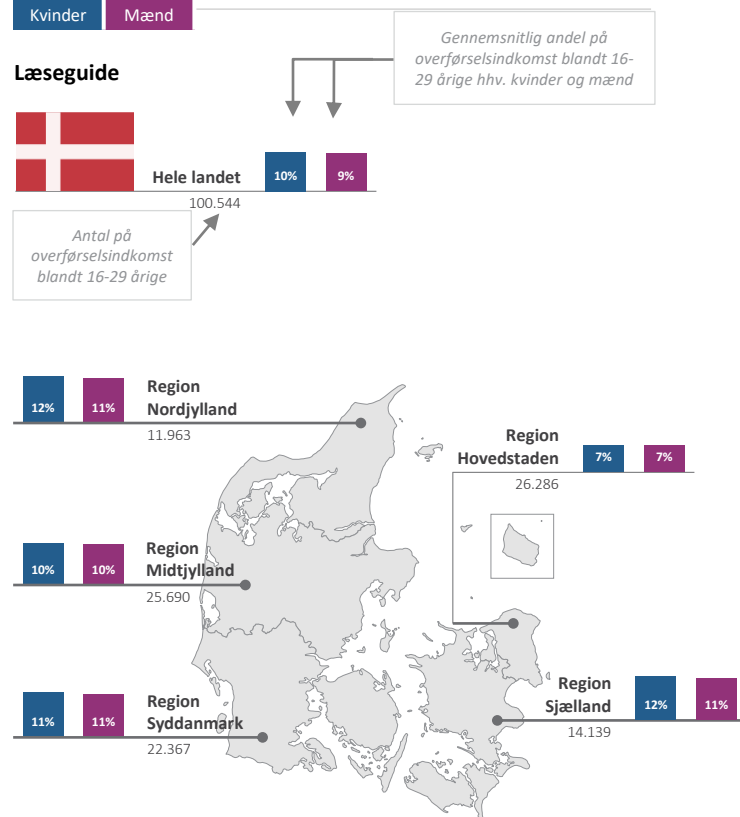 Kvinder
Mænd
Gennemsnitlig andel på
overførselsindkomst blandt 16-
29 årige hhv. kvinder og mænd
Læseguide
Hele landet
10%
9%
100.544
Antal på
overførselsindkomst
blandt 16-29 årige
12%
11%
Region
Nordjylland
11.963
Region
Hovedstaden
7%
7%
26.286
10%
10%
Region
Midtjylland
25.690
11%
11%
Region
Syddanmark
22.367
Region
Sjælland
12%
11%
14.139